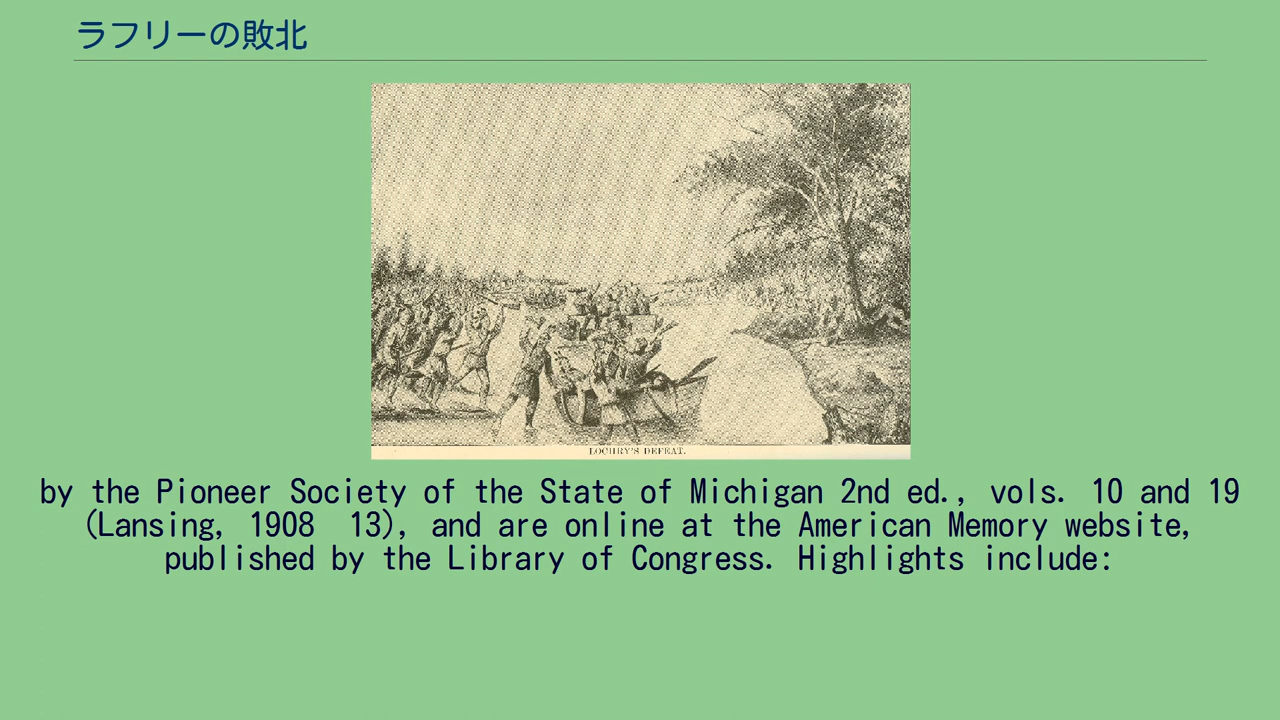 ラフリーの敗北
LOCHRY'S DEFEAT.
by the Pioneer Society of the State of Michigan 2nd ed., vols. 10 and 19
(Lansing, 1908  13), and are online at the American Memory website,
published by the Library of Congress. Highlights include: